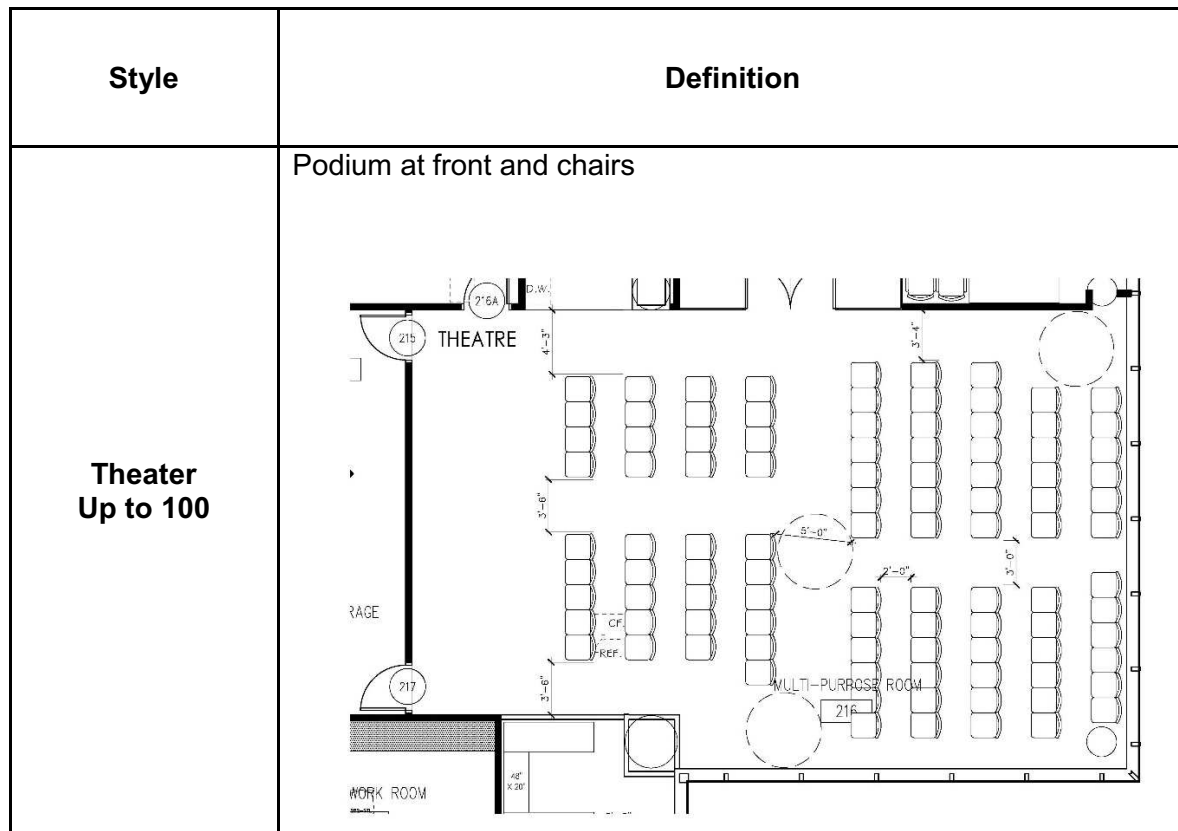 Style
Definition
Podium at front and chairs
Theater
Up to 100
D.W.
216A
215
THEATRE
4'-3"
3'-4"
3'-6"
5'-0"
2'-0"
3'-0"
RAGE
CF.
REF.
217
3'-6"
MULTI-PURPOSE ROOM
216
48"
X 20"
WORK ROOM